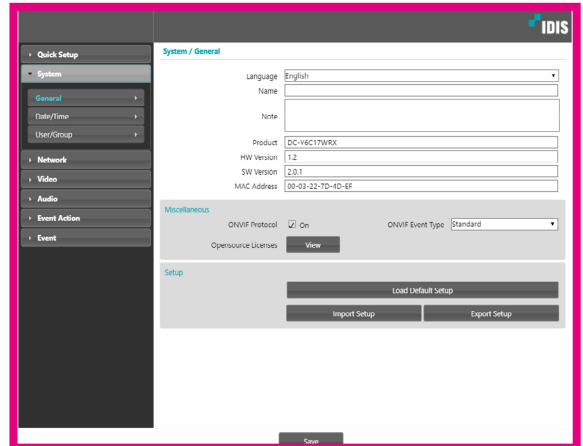 IDIS
Quick Setup
System
General
Date/Time
User/Group
Network
Video
Audio
Event Action
Event
System / General
Language English
Name
Note
Product DC-Y6C17WRX
HW Version 1.2
SW Version 2.0.1
MAC Address 00-03-22-7D-4D-EF
Miscellaneous
ONVIF Protocol On ONVIF Event Type Standard
Opensource Licenses View
Setup
Load Default Setup
Import Setup Export Setup
Save